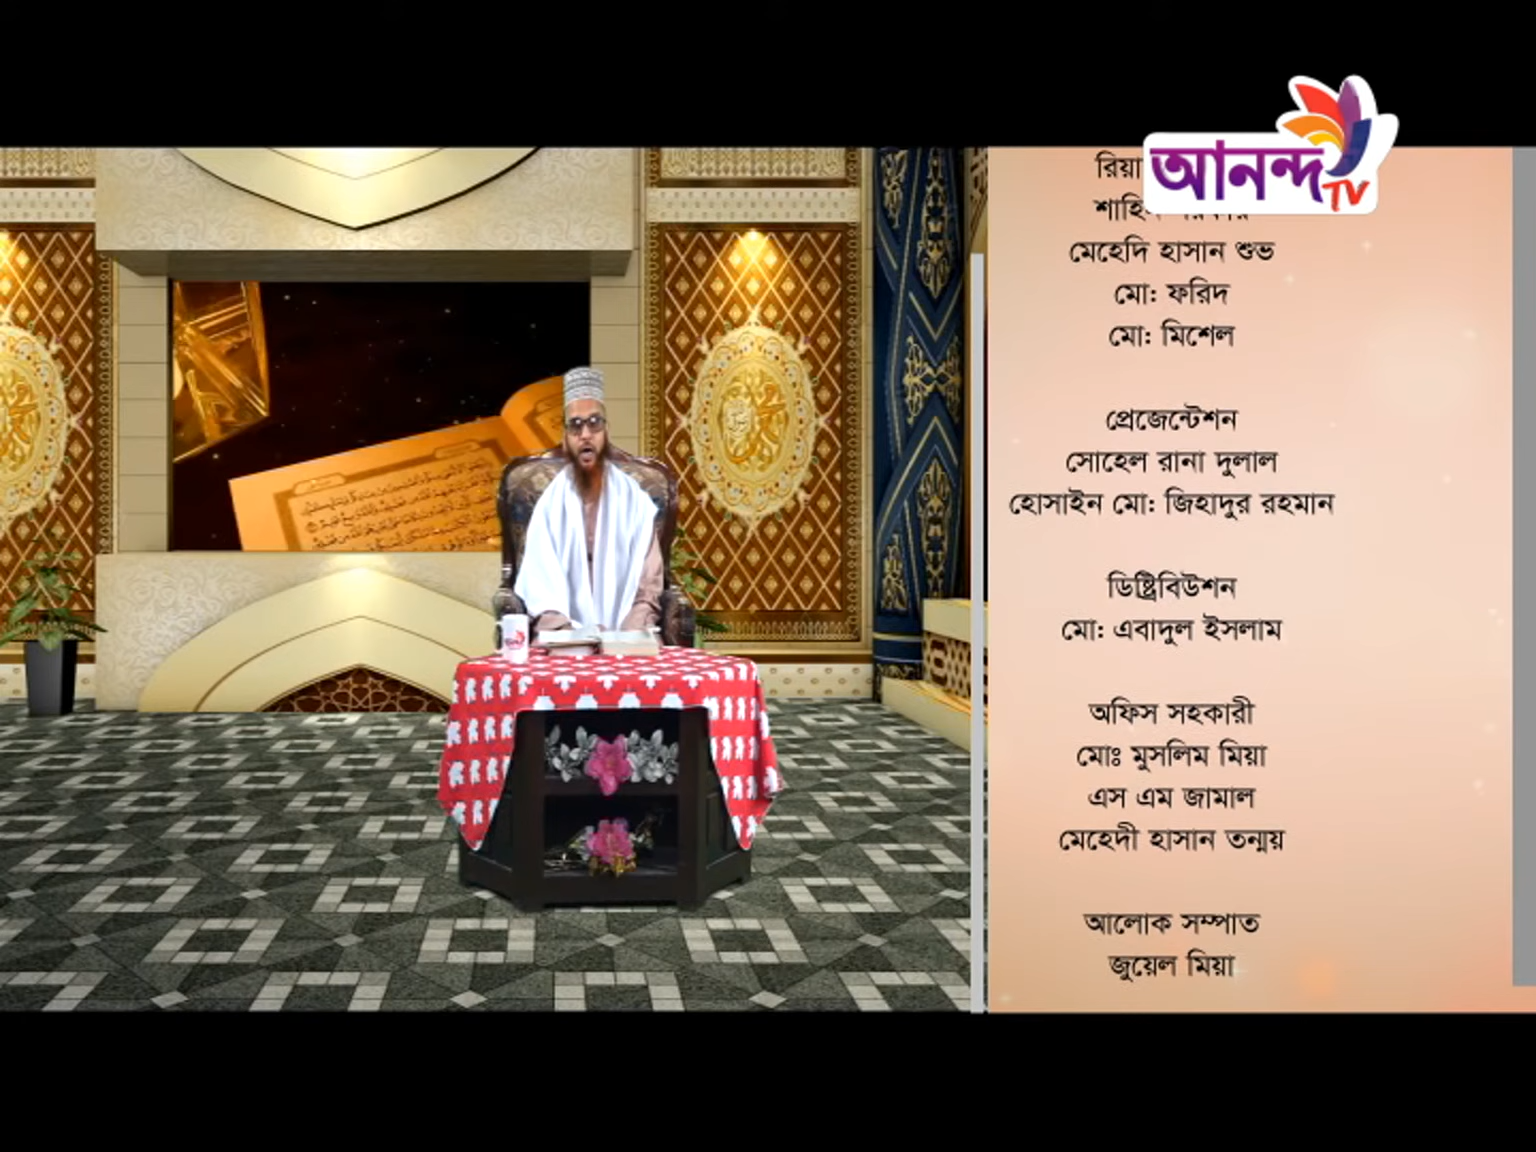 আনন্দ TV
রিয়া
শাহিন
মেহেদি হাসান শুভ
মো: ফরিদ
মো: মিশেল
প্রেজেন্টেশন
সোহেল রানা দুলাল
হোসাইন মো: জিহাদুর রহমান
ডিষ্ট্রিবিউশন
মো: এবাদুল ইসলাম
অফিস সহকারী
মোঃ মুসলিম মিয়া
এস এম জামাল
মেহেদী হাসান তন্ময়
আলোক সম্পাত
জুয়েল মিয়া